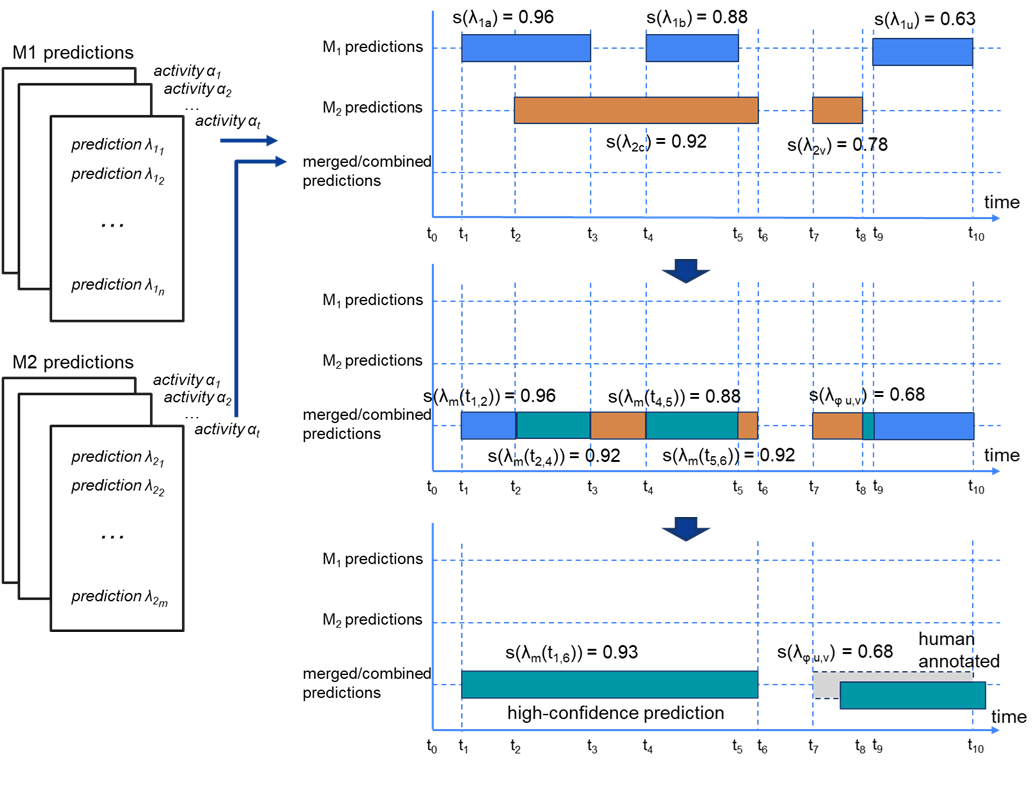 M1 predictions
activity α1
activity α2
...
activity αt
prediction λ11
prediction λ12
...
prediction λ1n
M2 predictions
activity α1
activity α2
...
activity αt
prediction λ21
prediction λ22
...
prediction λ2m
s(λ1a) = 0.96
s(λ1b) = 0.88
s(λ1u) = 0.63
M1 predictions
M2 predictions
s(λ2c) = 0.92
s(λ2v) = 0.78
merged/combined
predictions
time
t0 t1 t2 t3 t4 t5 t6 t7 t8 t9 t10
M1 predictions
M2 predictions
s(λm(t1,2)) = 0.96
s(λm(t4,5)) = 0.88
s(λφ u,v) = 0.68
merged/combined
predictions
s(λm(t2,4)) = 0.92
s(λm(t5,6)) = 0.92
time
t0 t1 t2 t3 t4 t5 t6 t7 t8 t9 t10
M1 predictions
M2 predictions
s(λm(t1,6)) = 0.93
s(λφ u,v) = 0.68
human
annotated
merged/combined
predictions
high-confidence prediction
time
t0 t1 t2 t3 t4 t5 t6 t7 t8 t9 t10